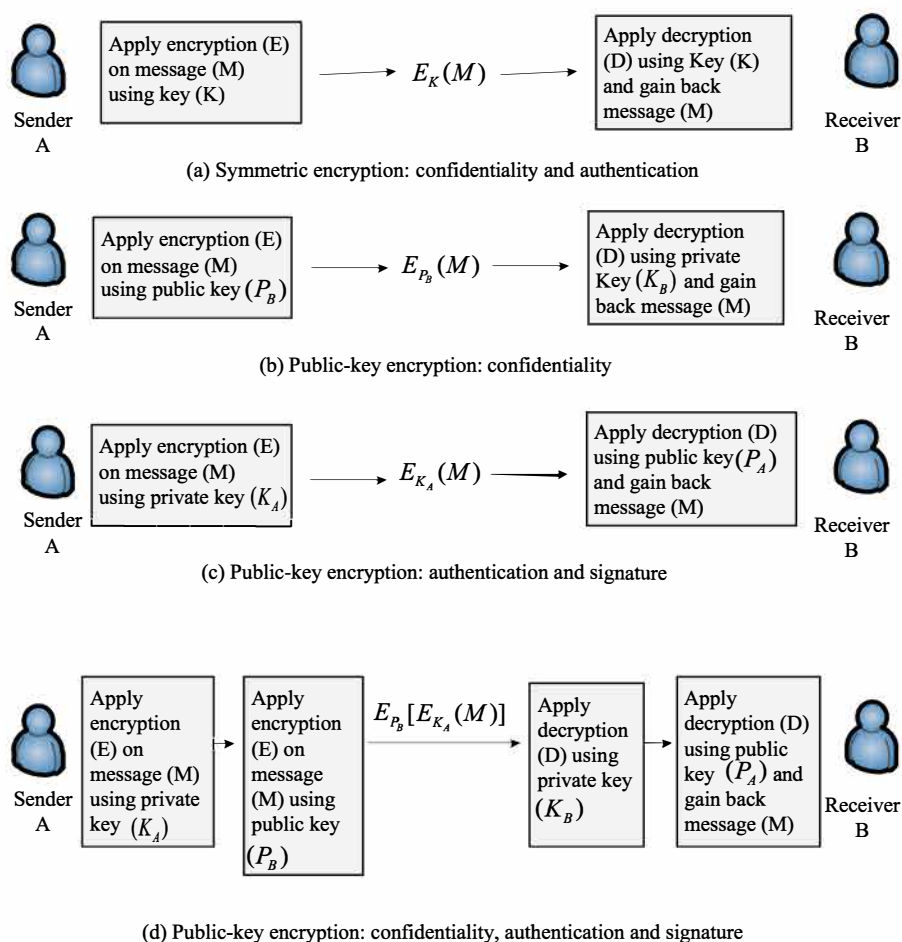 Sender
A
Apply encryption (E)
on message (M)
using key (K)
E_K(M)
Apply decryption
(D) using Key (K)
and gain back
message (M)
Receiver
B
(a) Symmetric encryption: confidentiality and authentication
Sender
A
Apply encryption (E)
on message (M)
using public key (P_B)
E_{P_B}(M)
Apply decryption
(D) using private
Key (K_B) and gain
back message (M)
Receiver
B
(b) Public-key encryption: confidentiality
Sender
A
Apply encryption (E)
on message (M)
using private key (K_A)
E_{K_A}(M)
Apply decryption (D)
using public key (P_A)
and gain back
message (M)
Receiver
B
(c) Public-key encryption: authentication and signature
Sender
A
Apply
encryption
(E) on
message (M)
using private
key (K_A)
Apply
encryption
(E) on
message
(M) using
public key
(P_B)
E_{P_B}[E_{K_A}(M)]
Apply
decryption
(D) using
private key
(K_B)
Apply
decryption (D)
using public
key (P_A) and
gain back
message (M)
Receiver
B
(d) Public-key encryption: confidentiality, authentication and signature